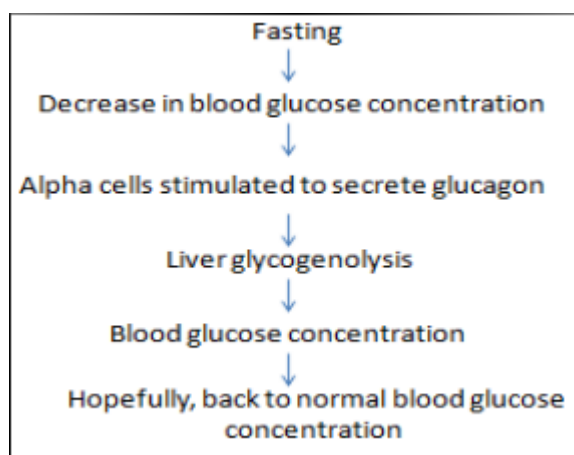 Fasting
Decrease in blood glucose concentration
Alpha cells stimulated to secrete glucagon
Liver glycogenolysis
Blood glucose concentration
Hopefully, back to normal blood glucose
concentration